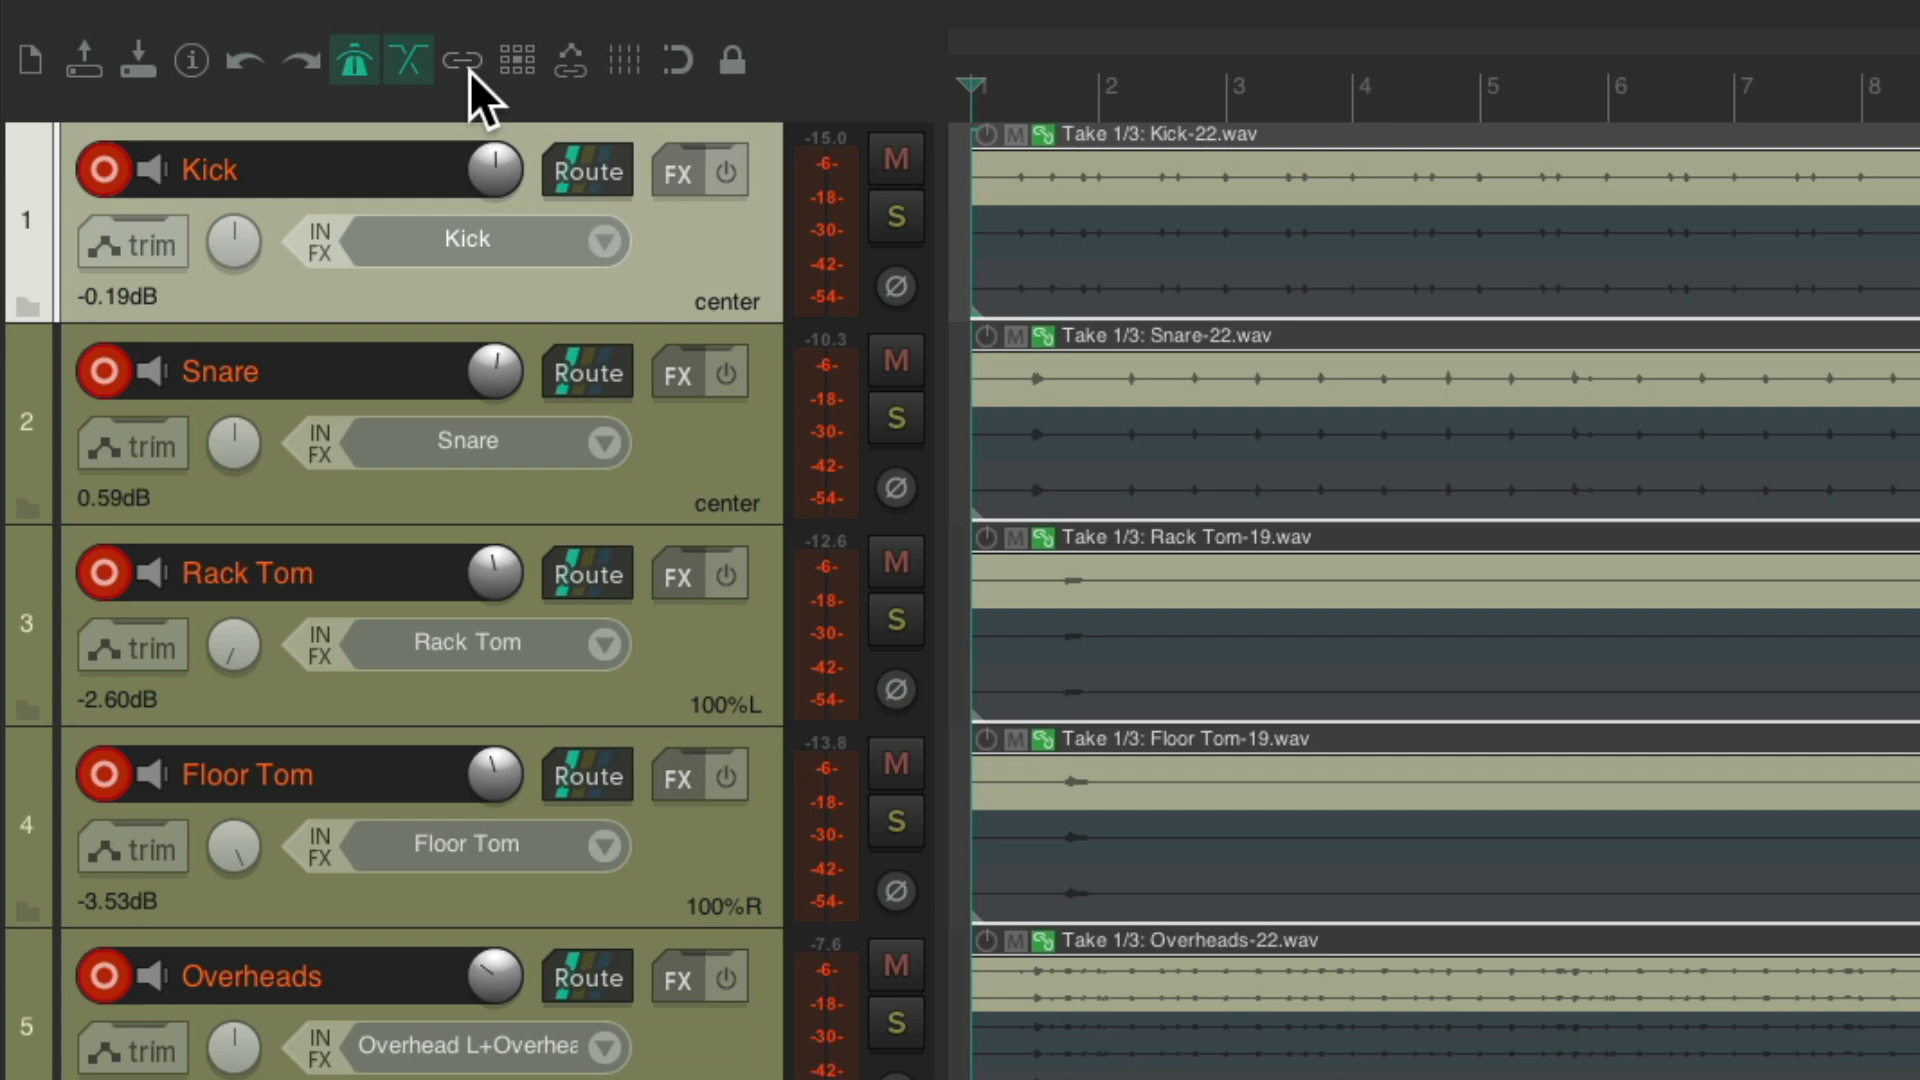 1 2 3 4 5 6 7 8
1
Kick
Route
FX
-15.0
-6-
-18-
-30-
-42-
-54-
M
S
Ø
trim
IN
FX
Kick
-0.19dB
center
Take 1/3: Kick-22.wav
2
Snare
Route
FX
-10.3
-6-
-18-
-30-
-42-
-54-
M
S
Ø
trim
IN
FX
Snare
0.59dB
center
M
Take 1/3: Snare-22.wav
3
Rack Tom
Route
FX
-12.6
-6-
-18-
-30-
-42-
-54-
M
S
Ø
trim
IN
FX
Rack Tom
-2.60dB
100%L
M
Take 1/3: Rack Tom-19.wav
4
Floor Tom
Route
FX
-13.8
-6-
-18-
-30-
-42-
-54-
M
S
Ø
trim
IN
FX
Floor Tom
-3.53dB
100%R
M
Take 1/3: Floor Tom-19.wav
5
Overheads
Route
FX
-7.6
-6-
-18-
-30-
-42-
M
S
trim
IN
FX
Overhead L+Overhea
M
Take 1/3: Overheads-22.wav